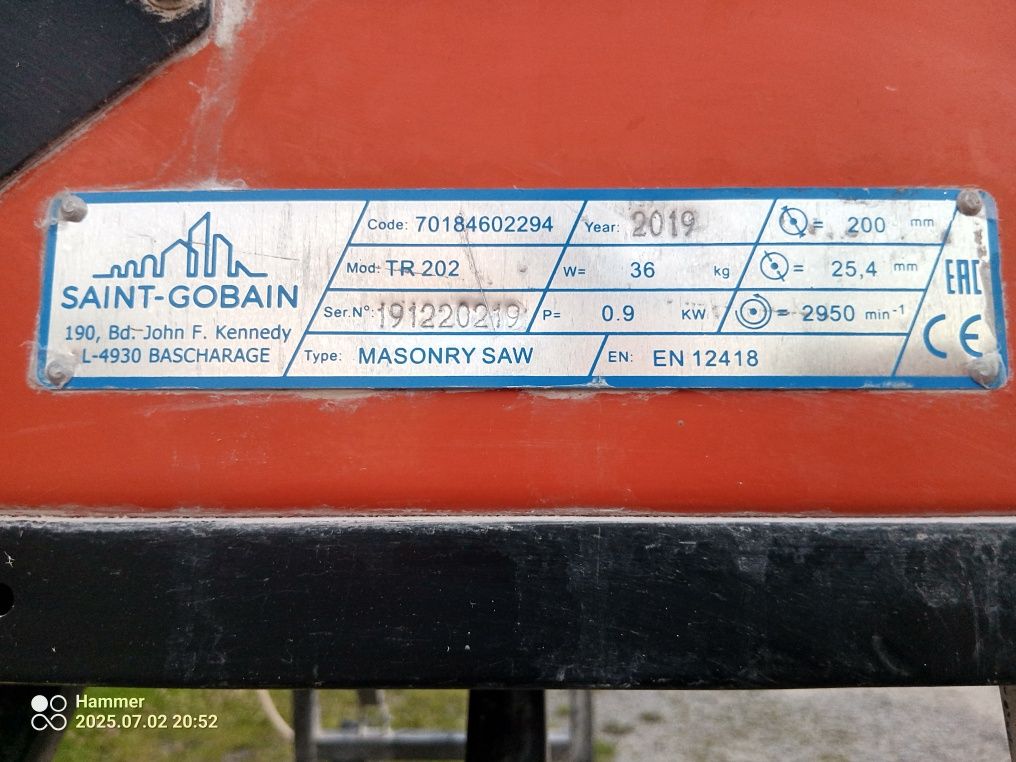 SAINT-GOBAIN
190, Bd. John F. Kennedy
L-4930 BASCHARAGE
Code: 70184602294 Year: 2019 = 200 mm
Mod: TR 202 W= 36 kg = 25,4 mm
Ser.N°: 191220219 P= 0.9 KW = 2950 min-1
Type: MASONRY SAW EN: EN 12418
EAC
CE
Hammer
2025.07.02 20:52